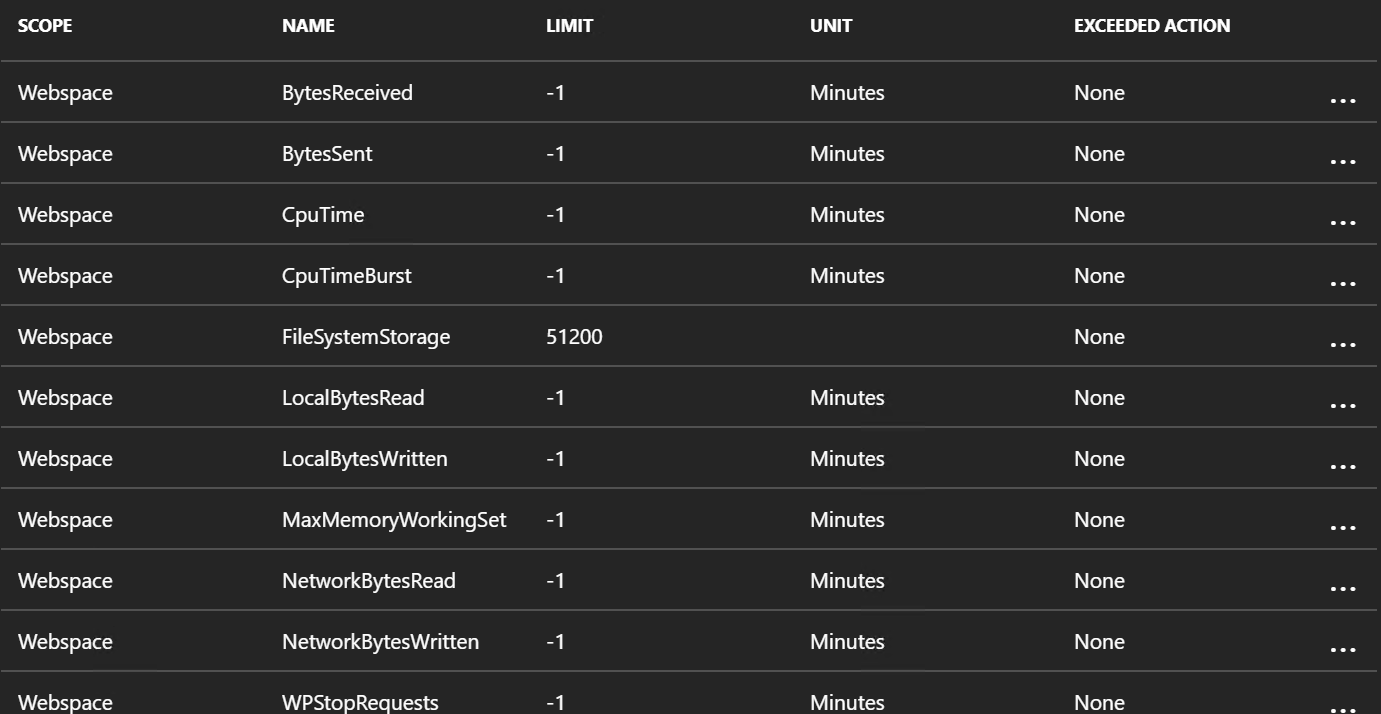 SCOPE NAME LIMIT UNIT EXCEEDED ACTION
Webspace BytesReceived -1 Minutes None ...
Webspace BytesSent -1 Minutes None ...
Webspace CpuTime -1 Minutes None ...
Webspace CpuTimeBurst -1 Minutes None ...
Webspace FileSystemStorage 51200 None ...
Webspace LocalBytesRead -1 Minutes None ...
Webspace LocalBytesWritten -1 Minutes None ...
Webspace MaxMemoryWorkingSet -1 Minutes None ...
Webspace NetworkBytesRead -1 Minutes None ...
Webspace NetworkBytesWritten -1 Minutes None ...
Webspace WPStopRequests -1 Minutes None ...